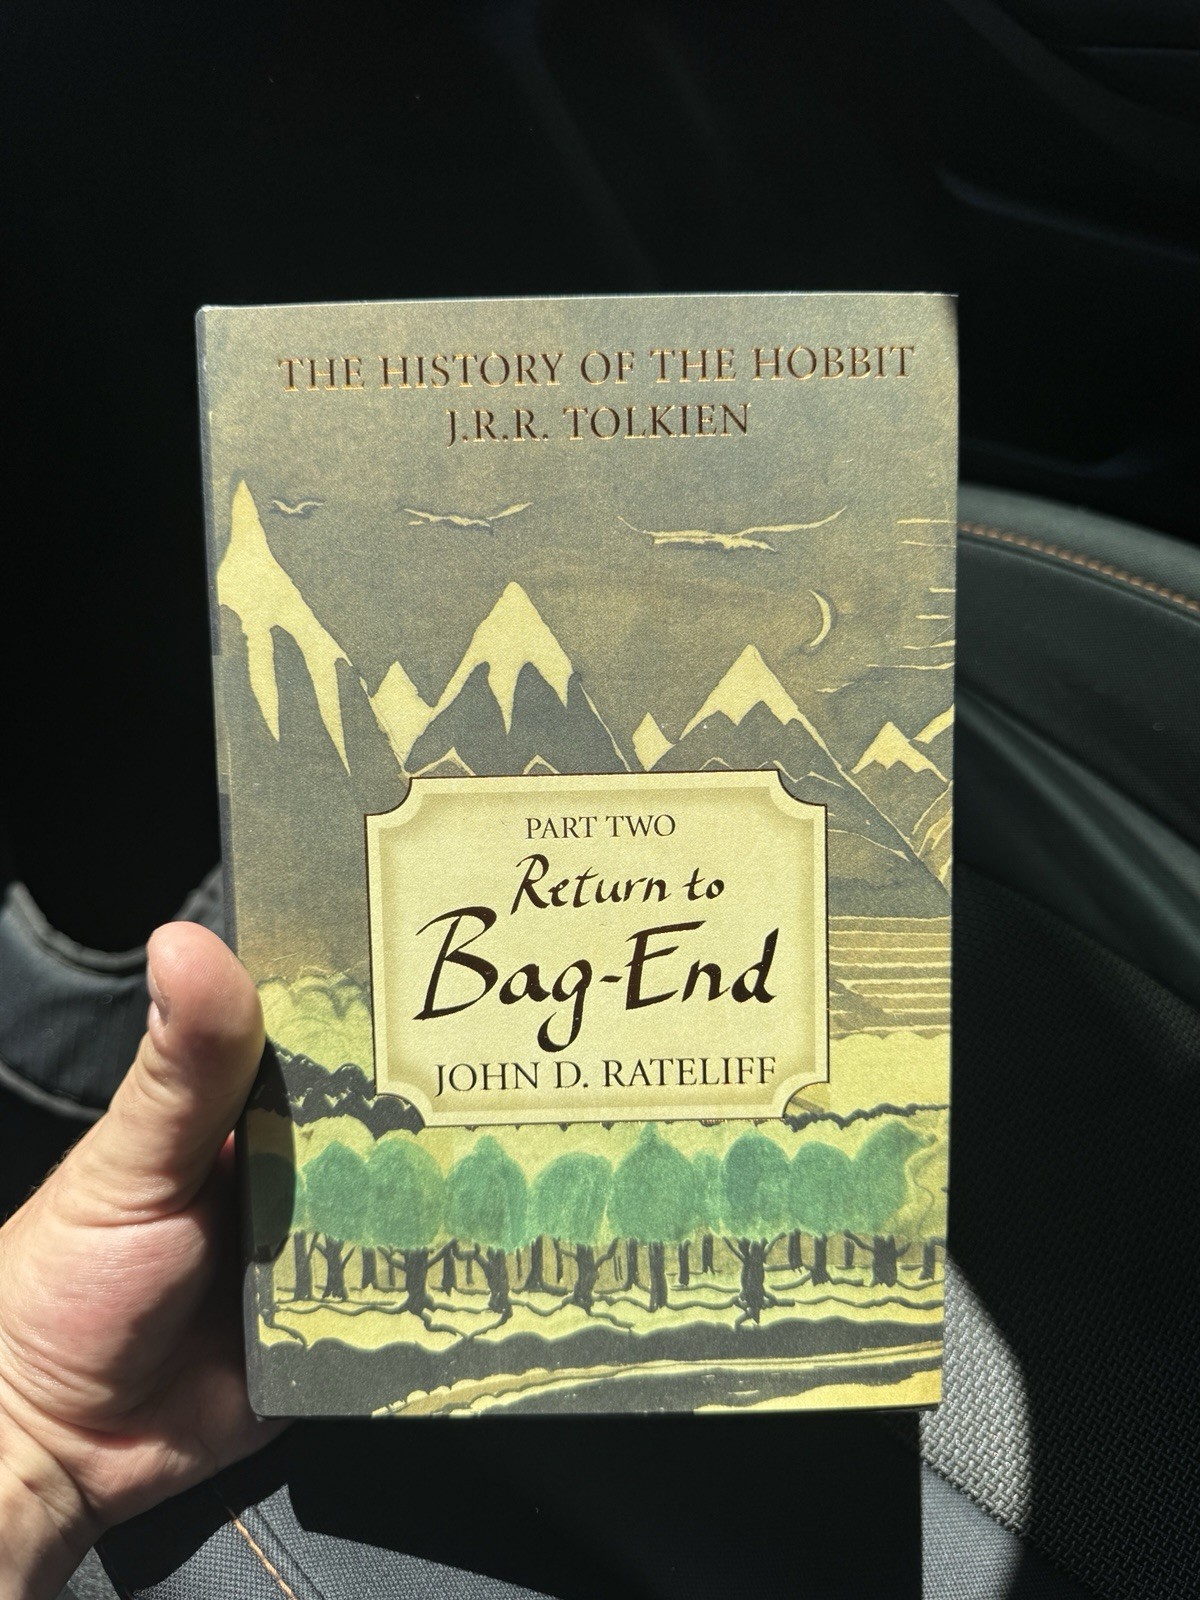 THE HISTORY OF THE HOBBIT
J.R.R. TOLKIEN
PART TWO
Return to
Bag-End
JOHN D. RATELIFF